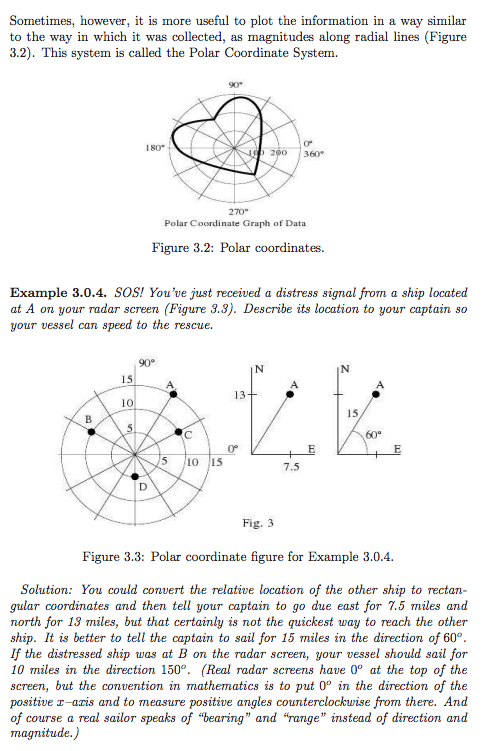 Sometimes, however, it is more useful to plot the information in a way similar
to the way in which it was collected, as magnitudes along radial lines (Figure
3.2). This system is called the Polar Coordinate System.
90°
180°
100 200
0°
360°
270°
Polar Coordinate Graph of Data
Figure 3.2: Polar coordinates.
Example 3.0.4. SOS! You've just received a distress signal from a ship located
at A on your radar screen (Figure 3.3). Describe its location to your captain so
your vessel can speed to the rescue.
90°
15
A
10
B
5
C
0°
5 10 15
D
N
13
A
E
7.5
N
A
15
60°
E
Fig. 3
Figure 3.3: Polar coordinate figure for Example 3.0.4.
Solution: You could convert the relative location of the other ship to rectan-
gular coordinates and then tell your captain to go due east for 7.5 miles and
north for 13 miles, but that certainly is not the quickest way to reach the other
ship. It is better to tell the captain to sail for 15 miles in the direction of 60°.
If the distressed ship was at B on the radar screen, your vessel should sail for
10 miles in the direction 150°. (Real radar screens have 0° at the top of the
screen, but the convention in mathematics is to put 0° in the direction of the
positive x–axis and to measure positive angles counterclockwise from there. And
of course a real sailor speaks of "bearing" and "range" instead of direction and
magnitude.)